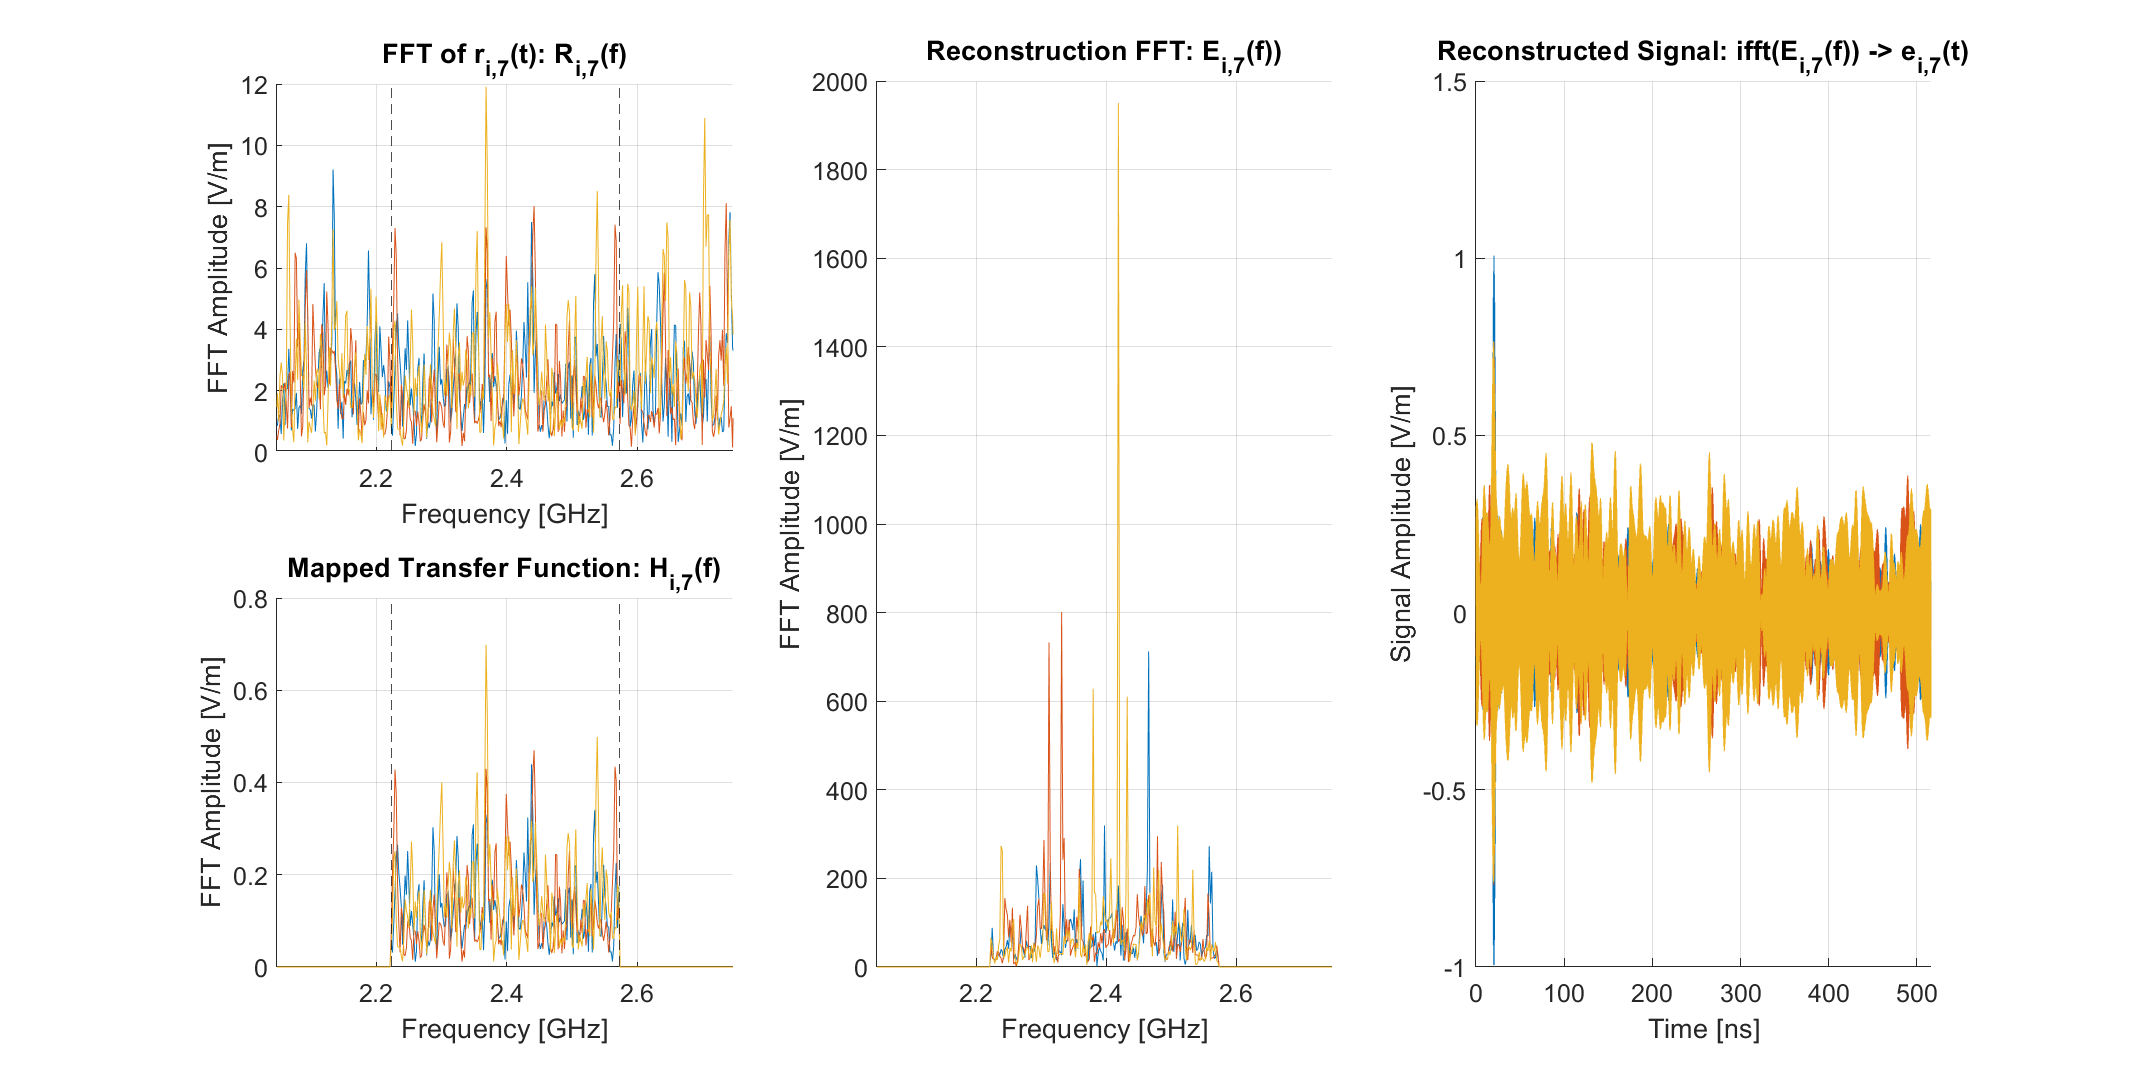 FFT of r_{i,7}(t): R_{i,7}(f)
12
10
8
6
4
2
0
FFT Amplitude [V/m]
2.2 2.4 2.6
Frequency [GHz]
Mapped Transfer Function: H_{i,7}(f)
0.8
0.6
0.4
0.2
0
FFT Amplitude [V/m]
2.2 2.4 2.6
Frequency [GHz]
Reconstruction FFT: E_{i,7}(f))
2000
1800
1600
1400
1200
1000
800
600
400
200
0
FFT Amplitude [V/m]
2.2 2.4 2.6
Frequency [GHz]
Reconstructed Signal: ifft(E_{i,7}(f)) -> e_{i,7}(t)
1.5
1
0.5
0
-0.5
-1
Signal Amplitude [V/m]
0 100 200 300 400 500
Time [ns]